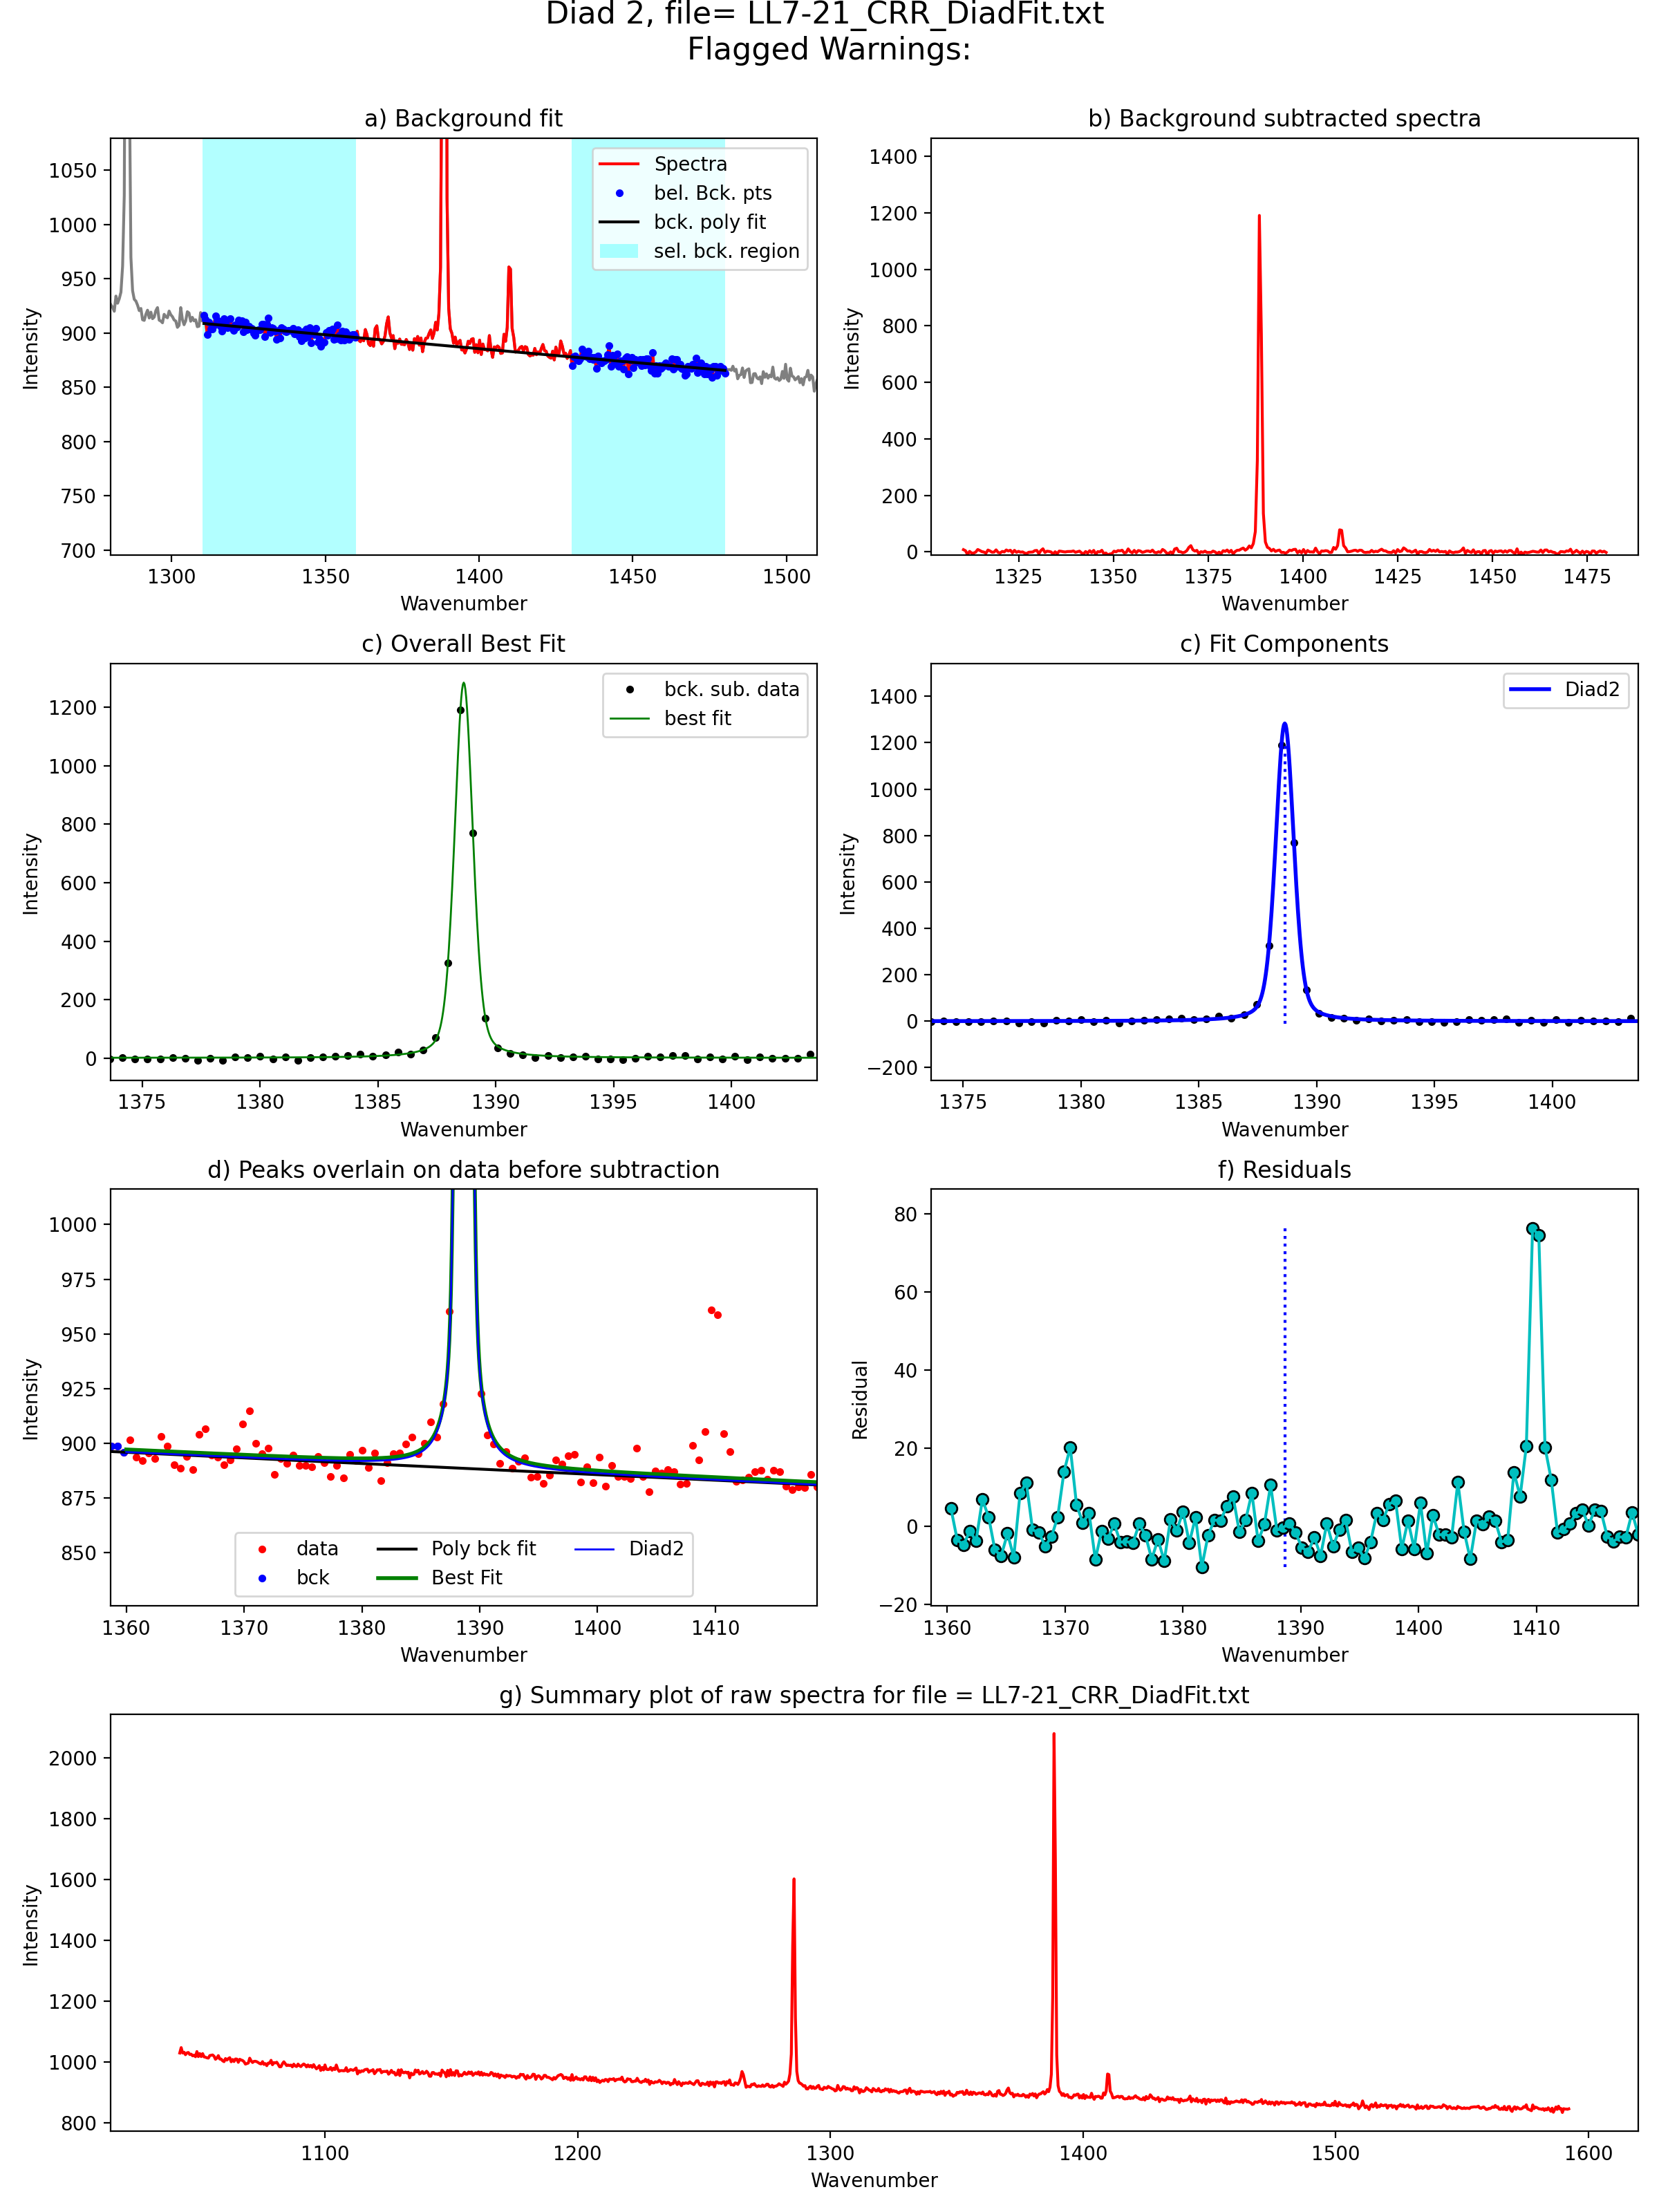 Diad 2, file= LL7-21_CRR_DiadFit.txt
Flagged Warnings:
a) Background fit
Intensity
1050
1000
950
900
850
800
750
700
Spectra
bel. Bck. pts
bck. poly fit
sel. bck. region
1300 1350 1400 1450 1500
Wavenumber
b) Background subtracted spectra
Intensity
1400
1200
1000
800
600
400
200
0
1325 1350 1375 1400 1425 1450 1475
Wavenumber
c) Overall Best Fit
Intensity
1200
1000
800
600
400
200
0
bck. sub. data
best fit
1375 1380 1385 1390 1395 1400
Wavenumber
c) Fit Components
Intensity
1400
1200
1000
800
600
400
200
0
−200
Diad2
1375 1380 1385 1390 1395 1400
Wavenumber
d) Peaks overlain on data before subtraction
Intensity
1000
975
950
925
900
875
850
data Poly bck fit Diad2
bck Best Fit
1360 1370 1380 1390 1400 1410
Wavenumber
f) Residuals
Residual
80
60
40
20
0
−20
1360 1370 1380 1390 1400 1410
Wavenumber
g) Summary plot of raw spectra for file = LL7-21_CRR_DiadFit.txt
Intensity
2000
1800
1600
1400
1200
1000
800
1100 1200 1300 1400 1500 1600
Wavenumber